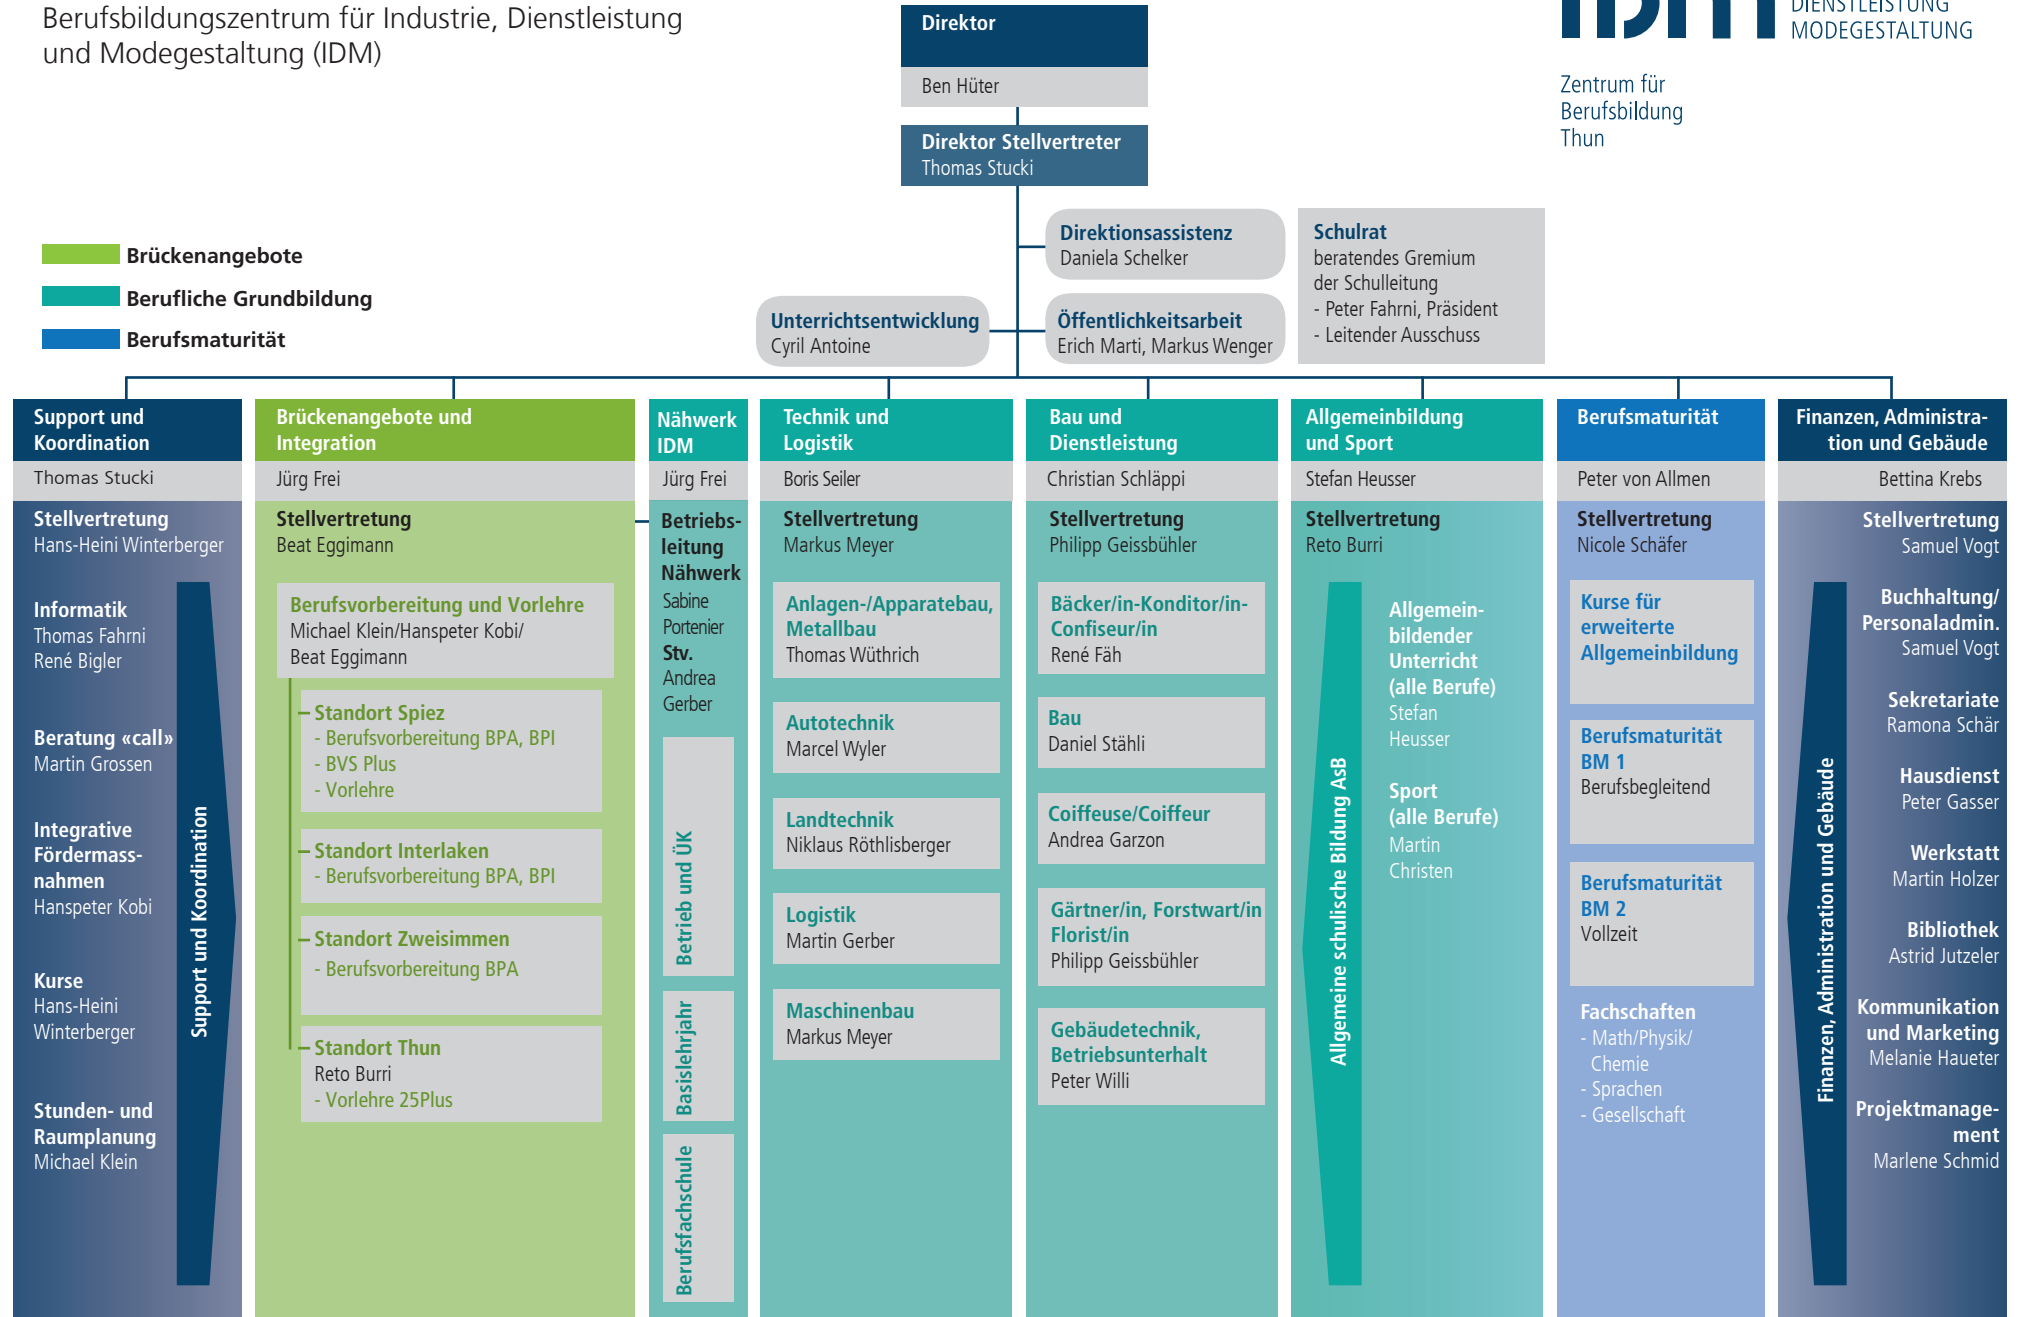 Berufsbildungszentrum für Industrie, Dienstleistung
und Modegestaltung (IDM)
Direktor
Ben Hüter
Direktor Stellvertreter
Thomas Stucki
DIENSTLEISTUNG
MODEGESTALTUNG
Zentrum für
Berufsbildung
Thun
Brückenangebote
Berufliche Grundbildung
Berufsmaturität
Direktionsassistenz
Daniela Schelker
Unterrichtsentwicklung
Cyril Antoine
Öffentlichkeitsarbeit
Erich Marti, Markus Wenger
Schulrat
beratendes Gremium
der Schulleitung
- Peter Fahrni, Präsident
- Leitender Ausschuss
Support und
Koordination
Thomas Stucki
Stellvertretung
Hans-Heini Winterberger
Informatik
Thomas Fahrni
René Bigler
Beratung «call»
Martin Grossen
Integrative
Fördermass-
nahmen
Hanspeter Kobi
Kurse
Hans-Heini
Winterberger
Stunden- und
Raumplanung
Michael Klein
Support und Koordination
Brückenangebote und
Integration
Jürg Frei
Stellvertretung
Beat Eggimann
Berufsvorbereitung und Vorlehre
Michael Klein/Hanspeter Kobi/
Beat Eggimann
Standort Spiez
- Berufsvorbereitung BPA, BPI
- BVS Plus
- Vorlehre
Standort Interlaken
- Berufsvorbereitung BPA, BPI
Standort Zweisimmen
- Berufsvorbereitung BPA
Standort Thun
Reto Burri
- Vorlehre 25Plus
Nähwerk
IDM
Jürg Frei
Betriebs-
leitung
Nähwerk
Sabine
Portenier
Stv.
Andrea
Gerber
Betrieb und ÜK
Basislehrjahr
Berufsfachschule
Technik und
Logistik
Boris Seiler
Stellvertretung
Markus Meyer
Anlagen-/Apparatebau,
Metallbau
Thomas Wüthrich
Autotechnik
Marcel Wyler
Landtechnik
Niklaus Röthlisberger
Logistik
Martin Gerber
Maschinenbau
Markus Meyer
Bau und
Dienstleistung
Christian Schläppi
Stellvertretung
Philipp Geissbühler
Bäcker/in-Konditor/in-
Confiseur/in
René Fäh
Bau
Daniel Stähli
Coiffeuse/Coiffeur
Andrea Garzon
Gärtner/in, Forstwart/in
Florist/in
Philipp Geissbühler
Gebäudetechnik,
Betriebsunterhalt
Peter Willi
Allgemeinbildung
und Sport
Stefan Heusser
Stellvertretung
Reto Burri
Allgemeine schulische Bildung AsB
Allgemein-
bildender
Unterricht
(alle Berufe)
Stefan
Heusser
Sport
(alle Berufe)
Martin
Christen
Berufsmaturität
Peter von Allmen
Stellvertretung
Nicole Schäfer
Kurse für
erweiterte
Allgemeinbildung
Berufsmaturität
BM 1
Berufsbegleitend
Berufsmaturität
BM 2
Vollzeit
Fachschaften
- Math/Physik/
Chemie
- Sprachen
- Gesellschaft
Finanzen, Administra-
tion und Gebäude
Bettina Krebs
Stellvertretung
Samuel Vogt
Finanzen, Administration und Gebäude
Buchhaltung/
Personaladmin.
Samuel Vogt
Sekretariate
Ramona Schär
Hausdienst
Peter Gasser
Werkstatt
Martin Holzer
Bibliothek
Astrid Jutzeler
Kommunikation
und Marketing
Melanie Haueter
Projektmanage-
ment
Marlene Schmid